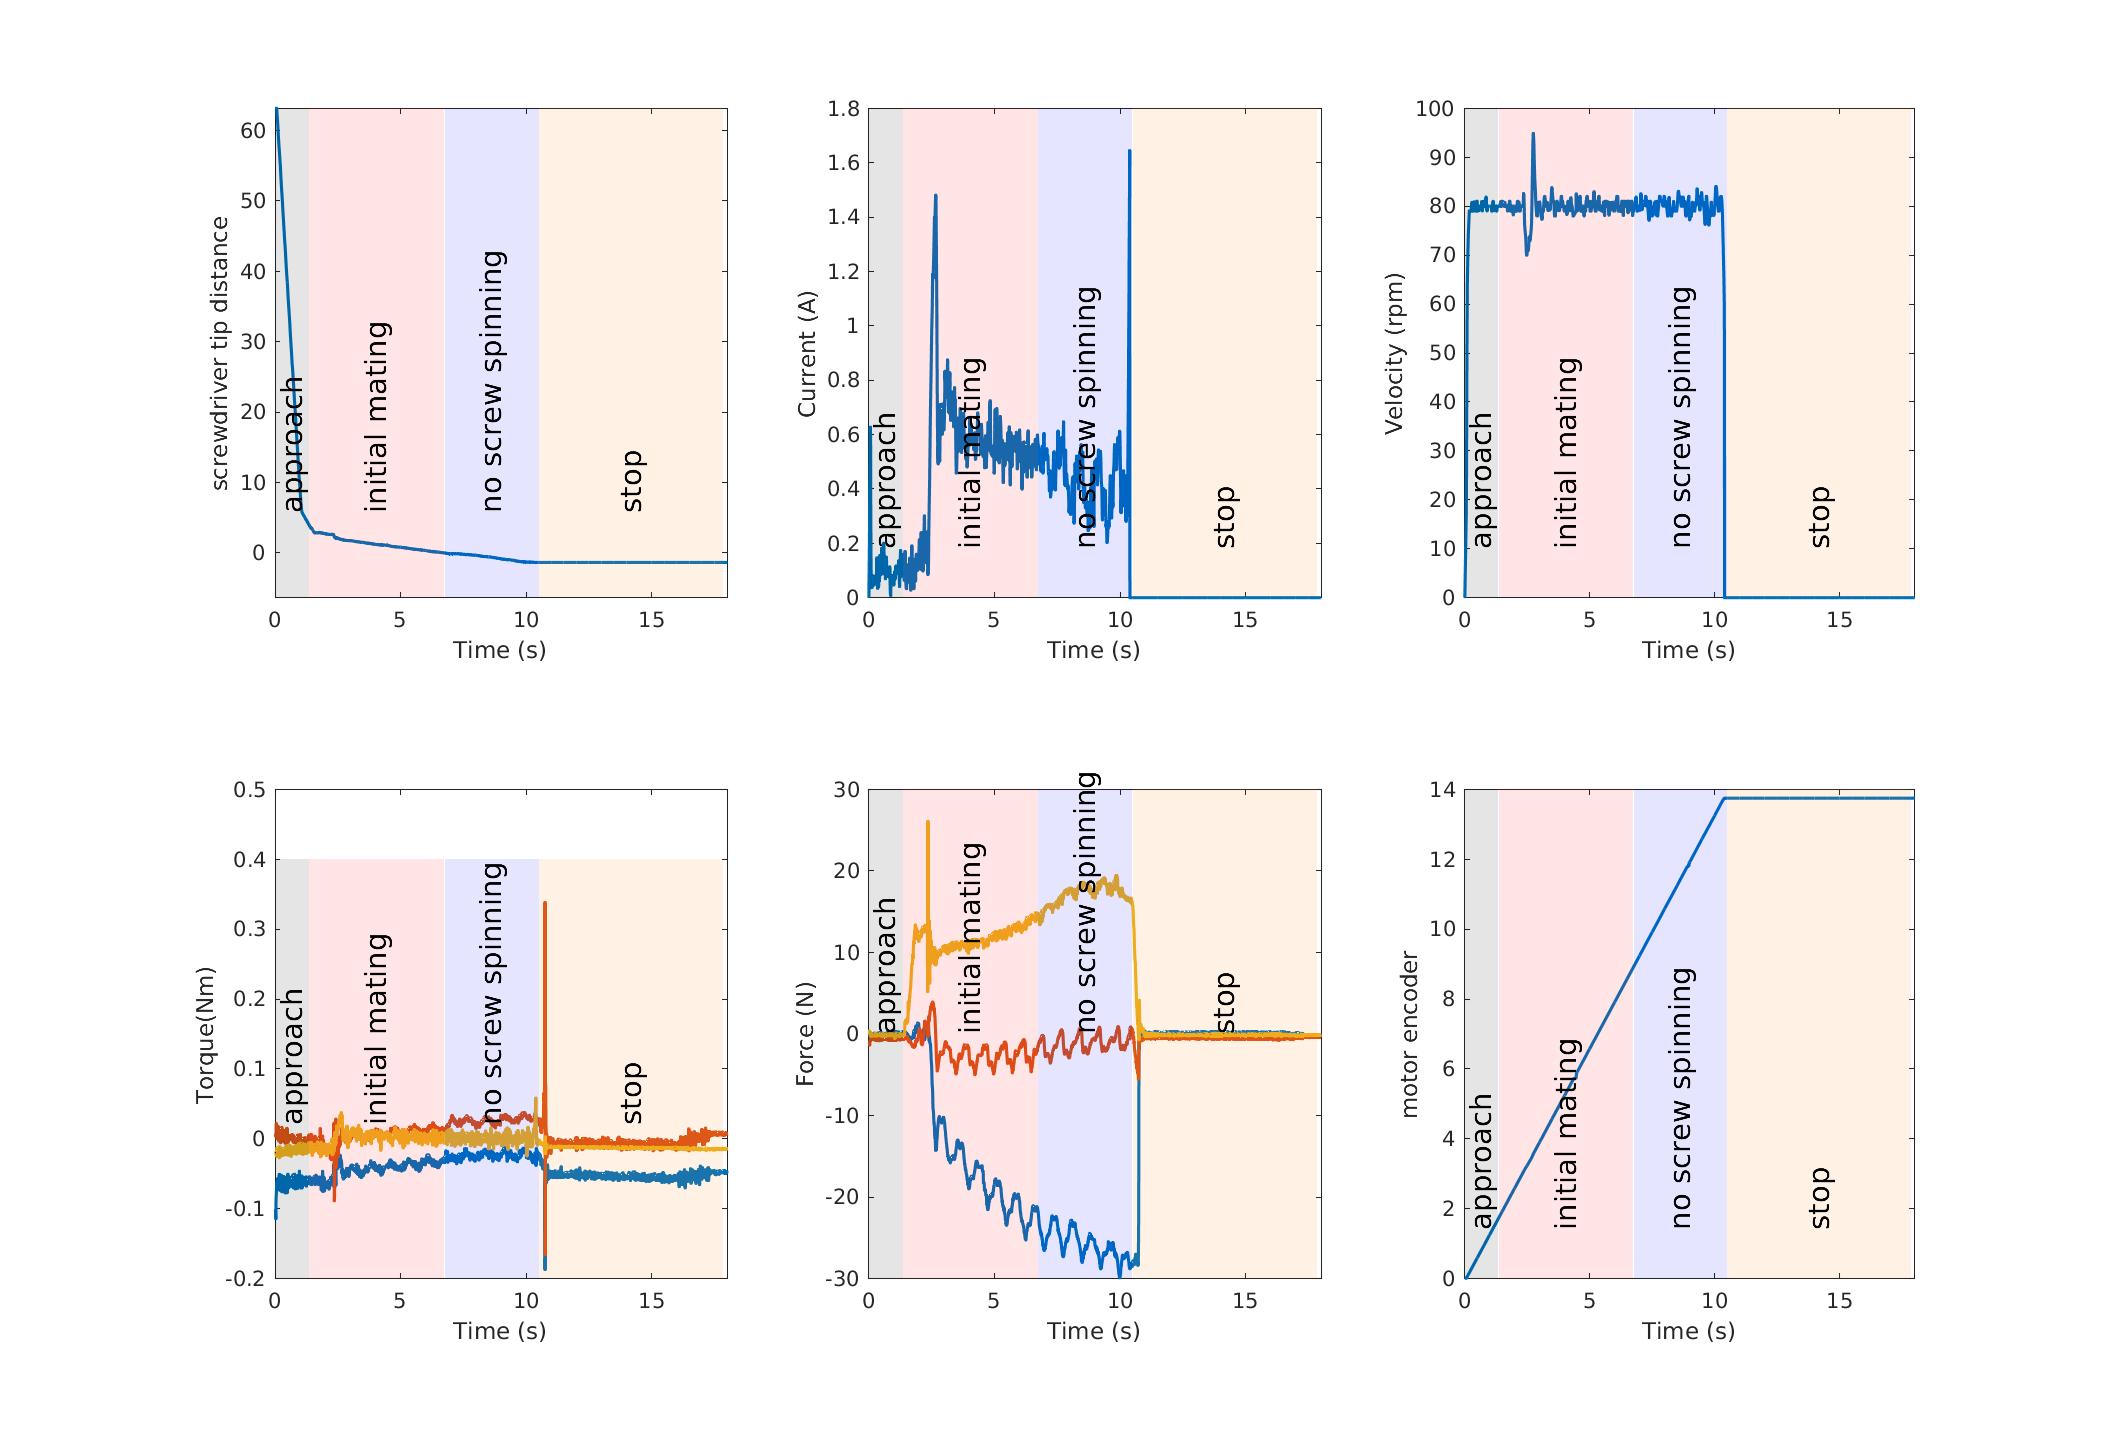 60
50
40
30
20
10
0
screwdriver tip distance
approach
initial mating
no screw spinning
stop
0 5 10 15
Time (s)
1.8
1.6
1.4
1.2
1
0.8
0.6
0.4
0.2
0
Current (A)
approach
initial mating
no screw spinning
stop
0 5 10 15
Time (s)
100
90
80
70
60
50
40
30
20
10
0
Velocity (rpm)
approach
initial mating
no screw spinning
stop
0 5 10 15
Time (s)
0.5
0.4
0.3
0.2
0.1
0
-0.1
-0.2
Torque(Nm)
approach
initial mating
no screw spinning
stop
0 5 10 15
Time (s)
30
20
10
0
-10
-20
-30
Force (N)
approach
initial mating
no screw spinning
stop
0 5 10 15
Time (s)
14
12
10
8
6
4
2
0
motor encoder
approach
initial mating
no screw spinning
stop
0 5 10 15
Time (s)